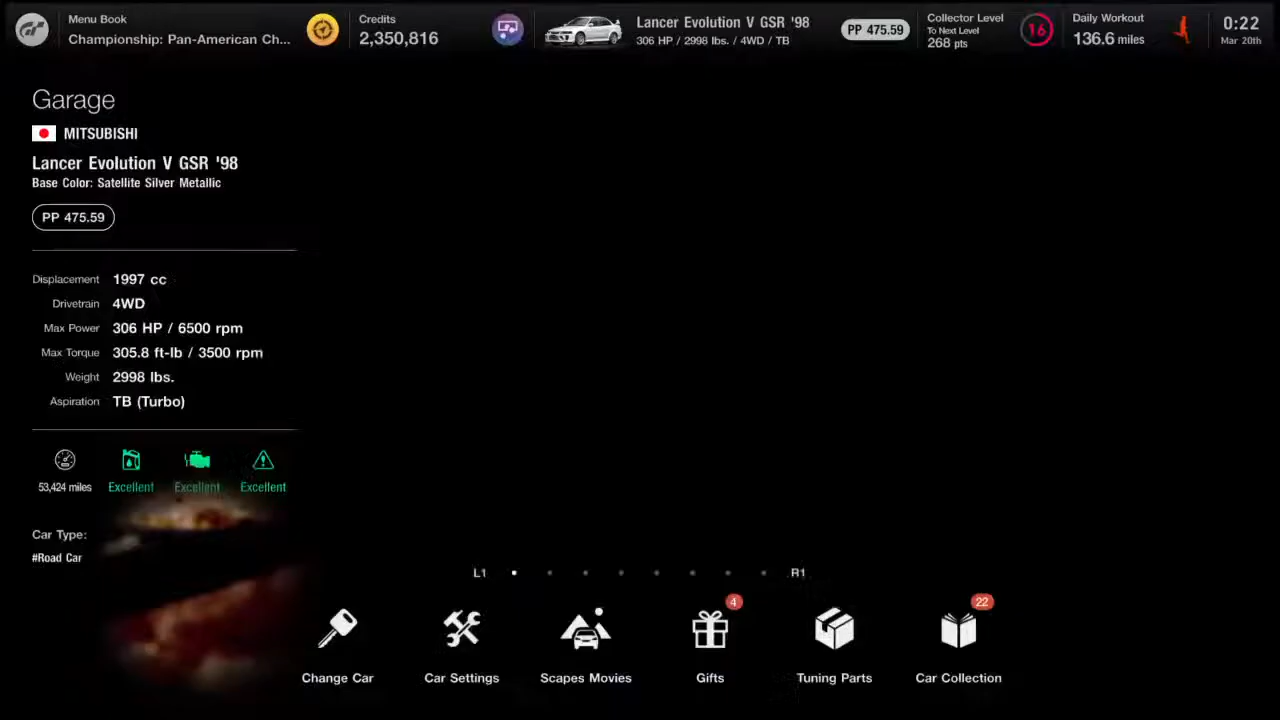 Menu Book
Championship: Pan-American Ch...
Credits
2,350,816
Lancer Evolution V GSR '98
306 HP / 2998 lbs. / 4WD / TB
PP 475.59
Collector Level
To Next Level
268 pts
16
Daily Workout
136.6 miles
0:22
Mar 20th
Garage
MITSUBISHI
Lancer Evolution V GSR '98
Base Color: Satellite Silver Metallic
PP 475.59
Displacement 1997 cc
Drivetrain 4WD
Max Power 306 HP / 6500 rpm
Max Torque 305.8 ft-lb / 3500 rpm
Weight 2998 lbs.
Aspiration TB (Turbo)
53,424 miles Excellent Excellent Excellent
Car Type:
#Road Car
L1 R1
4 22
Change Car Car Settings Scapes Movies Gifts Tuning Parts Car Collection